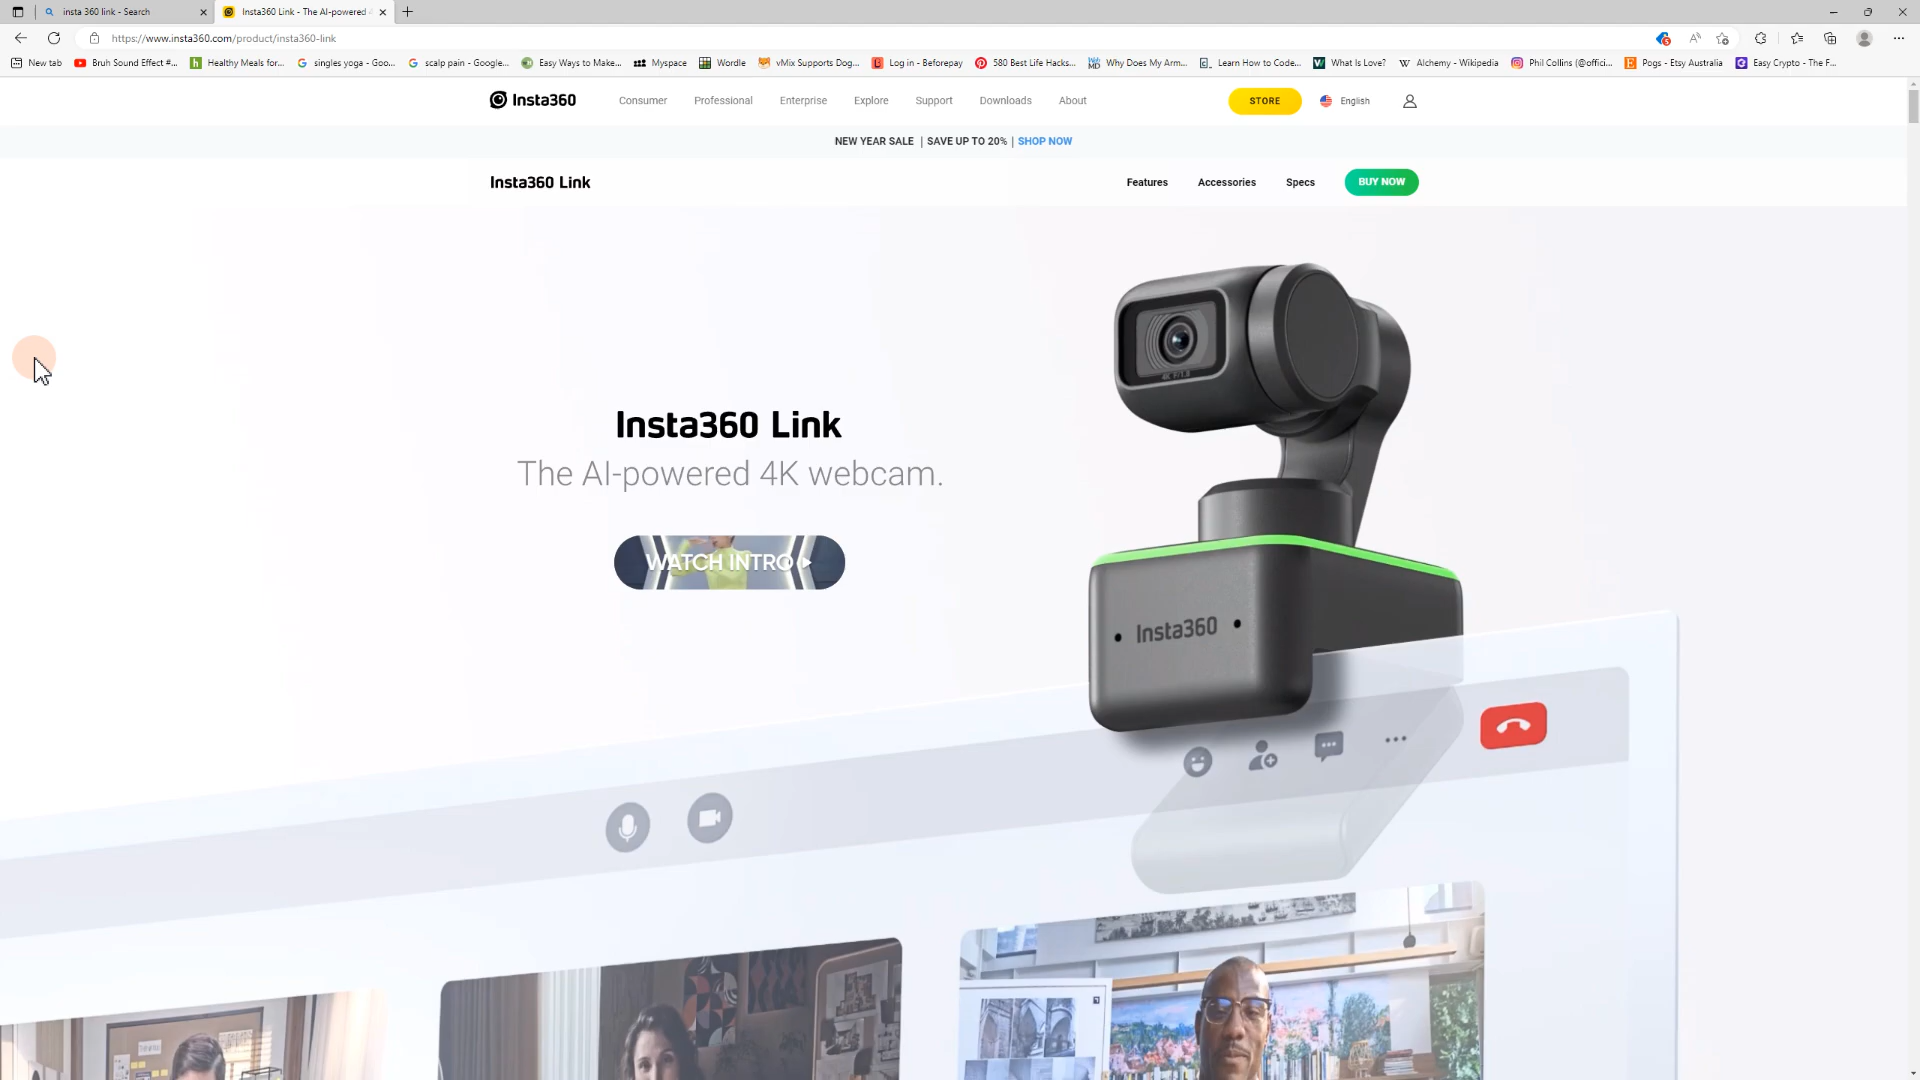 insta 360 link - Search
Insta360 Link - The AI-powered 4
https://www.insta360.com/product/insta360-link
New tab
Bruh Sound Effect #...
Healthy Meals for...
singles yoga - Goo...
scalp pain - Google...
Easy Ways to Make...
Myspace
Wordle
vMix Supports Dog...
Log in - Beforepay
580 Best Life Hacks...
Why Does My Arm...
Learn How to Code...
What Is Love?
Alchemy - Wikipedia
Phil Collins (@offici...
Pogs - Etsy Australia
Easy Crypto - The F...
Insta360
Consumer
Professional
Enterprise
Explore
Support
Downloads
About
STORE
English
NEW YEAR SALE | SAVE UP TO 20% | SHOP NOW
Insta360 Link
Features
Accessories
Specs
BUY NOW
Insta360 Link
The AI-powered 4K webcam.
WATCH INTRO
Insta360